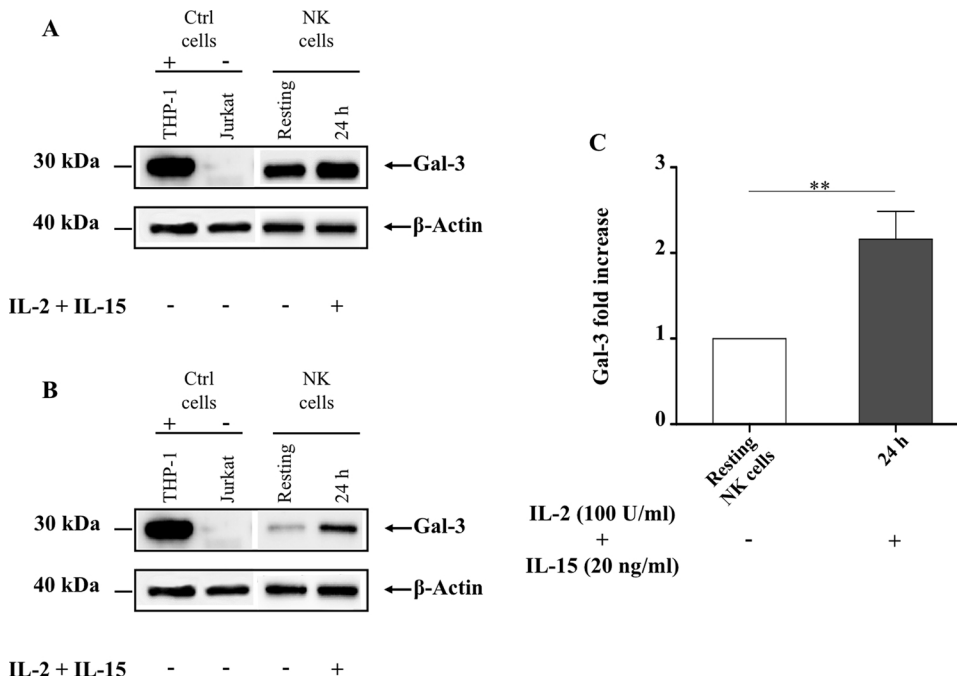 A
Ctrl
cells
NK
cells
+ -
THP-1
Jurkat
Resting
24 h
30 kDa
Gal-3
40 kDa
β-Actin
IL-2 + IL-15 - - - +
B
Ctrl
cells
NK
cells
+ -
THP-1
Jurkat
Resting
24 h
30 kDa
Gal-3
40 kDa
β-Actin
IL-2 + IL-15 - - - +
C
Gal-3 fold increase
3
2
1
0
**
Resting
NK cells
24 h
IL-2 (100 U/ml)
+ - +
IL-15 (20 ng/ml)